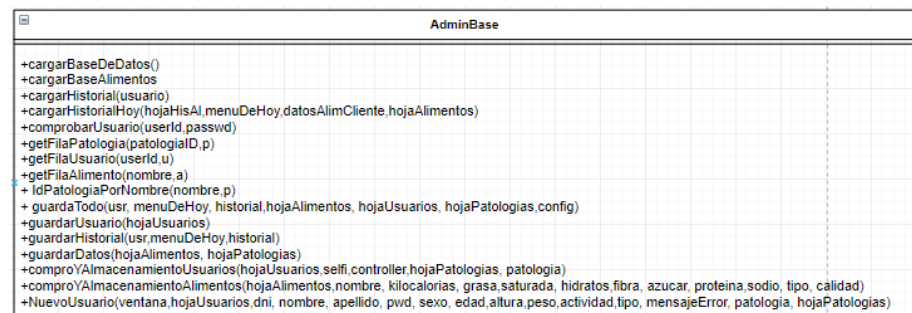 AdminBase
+cargarBaseDeDatos()
+cargarBaseAlimentos
+cargarHistorial(usuario)
+cargarHistorialHoy(hojaHisAl,menuDeHoy,datosAlimCliente,hojaAlimentos)
+comprobarUsuario(userId,passwd)
+getFilaPatologia(patologiaID,p)
+getFilaUsuario(userId,u)
+getFilaAlimento(nombre,a)
+ IdPatologiaPorNombre(nombre,p)
+ guardaTodo(usr, menuDeHoy, historial,hojaAlimentos, hojaUsuarios, hojaPatologias,config)
+guardarUsuario(hojaUsuarios)
+guardarHistorial(usr,menuDeHoy,historial)
+guardarDatos(hojaAlimentos, hojaPatologias)
+comproYAlmacenamientoUsuarios(hojaUsuarios,selfi,controller,hojaPatologias, patologia)
+comproYAlmacenamientoAlimentos(hojaAlimentos,nombre, kilocalorias, grasa,saturada, hidratos,fibra, azucar, proteina,sodio, tipo, calidad)
+NuevoUsuario(ventana,hojaUsuarios,dni, nombre, apellido, pwd, sexo, edad,altura,peso,actividad,tipo, mensajeError, patologia, hojaPatologias)